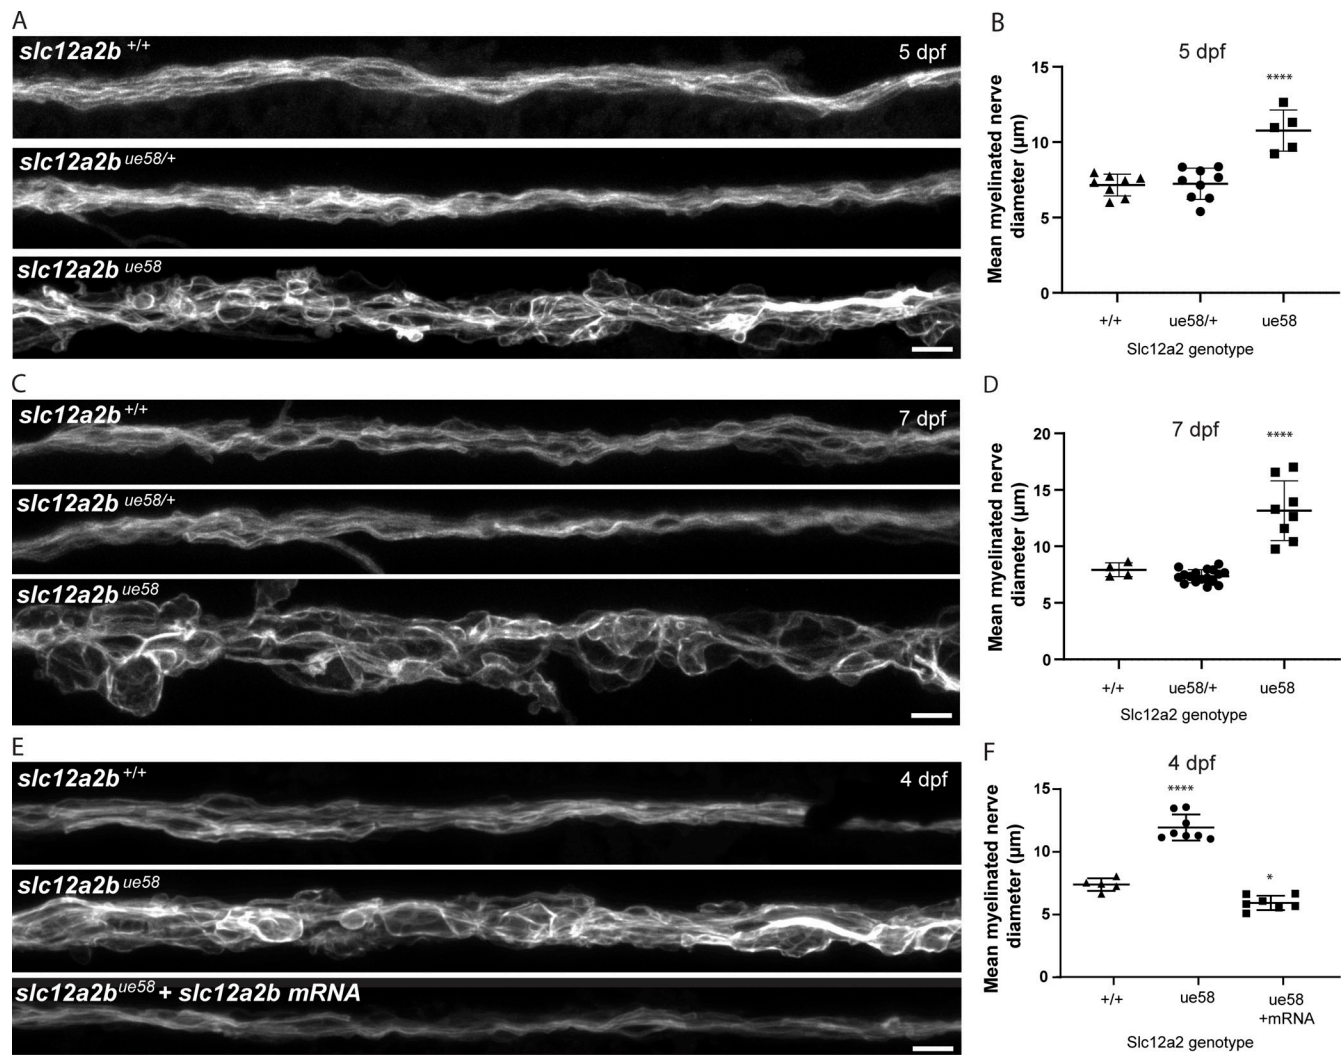 A
slc12a2b +/+
5 dpf
slc12a2b ue58/+
slc12a2b ue58
B
5 dpf
****
Mean myelinated nerve
diameter (µm)
15
10
5
0
+/+ ue58/+ ue58
Slc12a2 genotype
C
slc12a2b +/+
7 dpf
slc12a2b ue58/+
slc12a2b ue58
D
7 dpf
****
Mean myelinated nerve
diameter (µm)
20
15
10
5
0
+/+ ue58/+ ue58
Slc12a2 genotype
E
slc12a2b +/+
4 dpf
slc12a2b ue58
slc12a2b ue58 + slc12a2b mRNA
F
4 dpf
****
*
Mean myelinated nerve
diameter (µm)
15
10
5
0
+/+ ue58 ue58
+mRNA
Slc12a2 genotype